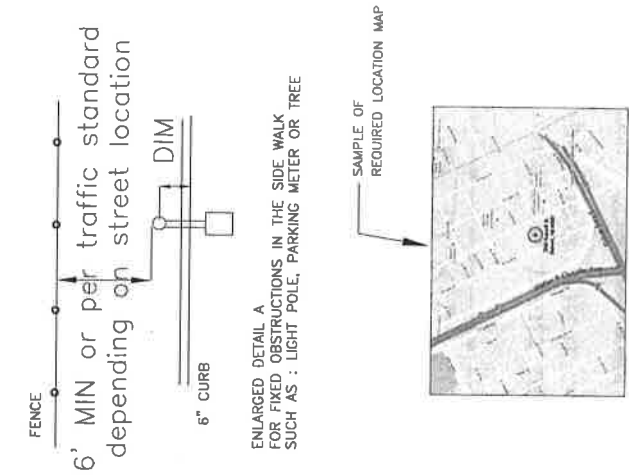 FENCE
6' MIN or per traffic standard
depending on street location
DIM
6" CURB
ENLARGED DETAIL A
FOR FIXED OBSTRUCTIONS IN THE SIDE WALK
SUCH AS : LIGHT POLE, PARKING METER OR TREE
SAMPLE OF
REQUIRED LOCATION MAP